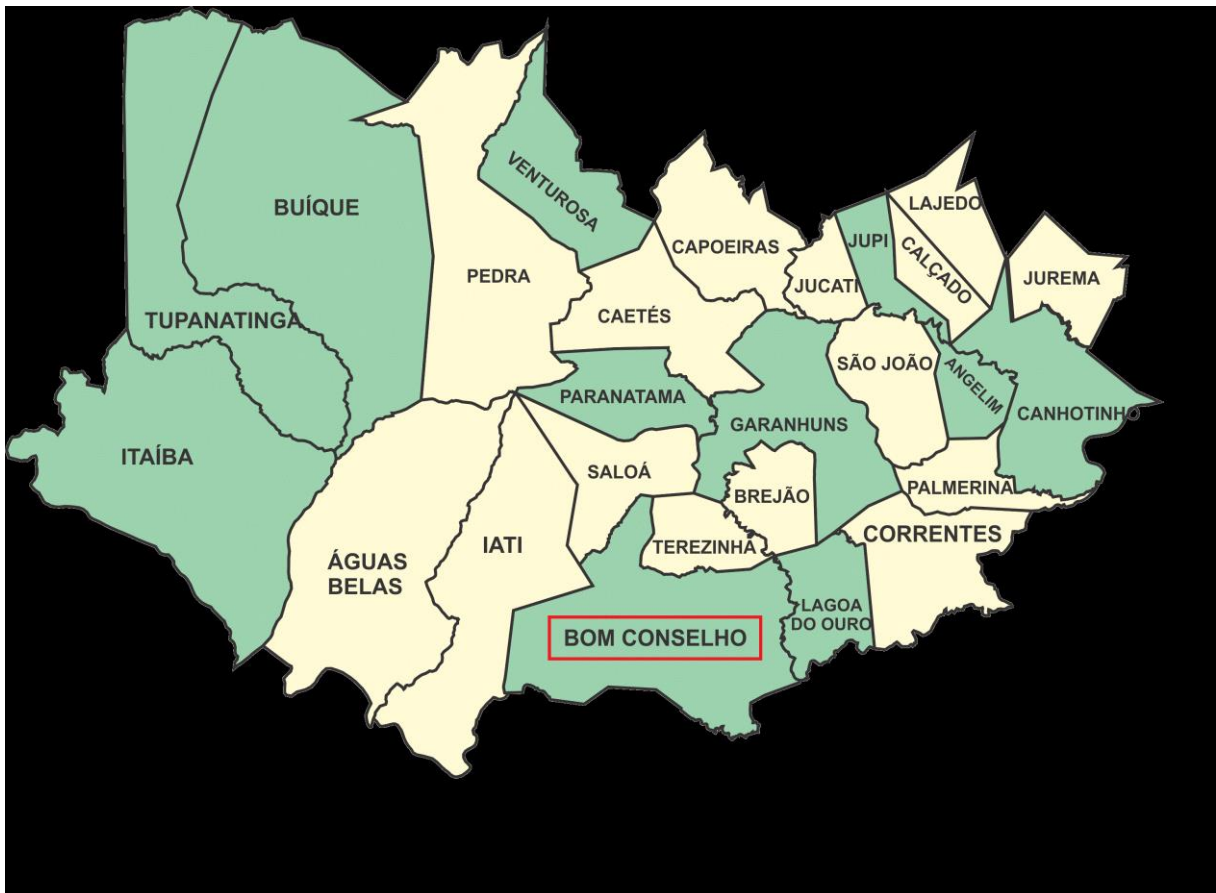 VENTUROSA
BUÍQUE
LAJEDO
CAPOEIRAS
JUPI
CALÇADO
PEDRA
JUCATI
JUREMA
TUPANATINGA
CAETÉS
SÃO JOÃO
ANGELIM
PARANATAMA
CANHOTINHO
GARANHUNS
ITAÍBA
SALOÁ
BREJÃO
PALMERINA
CORRENTES
IATI
TEREZINHA
ÁGUAS
BELAS
LAGOA
DO OURO
BOM CONSELHO